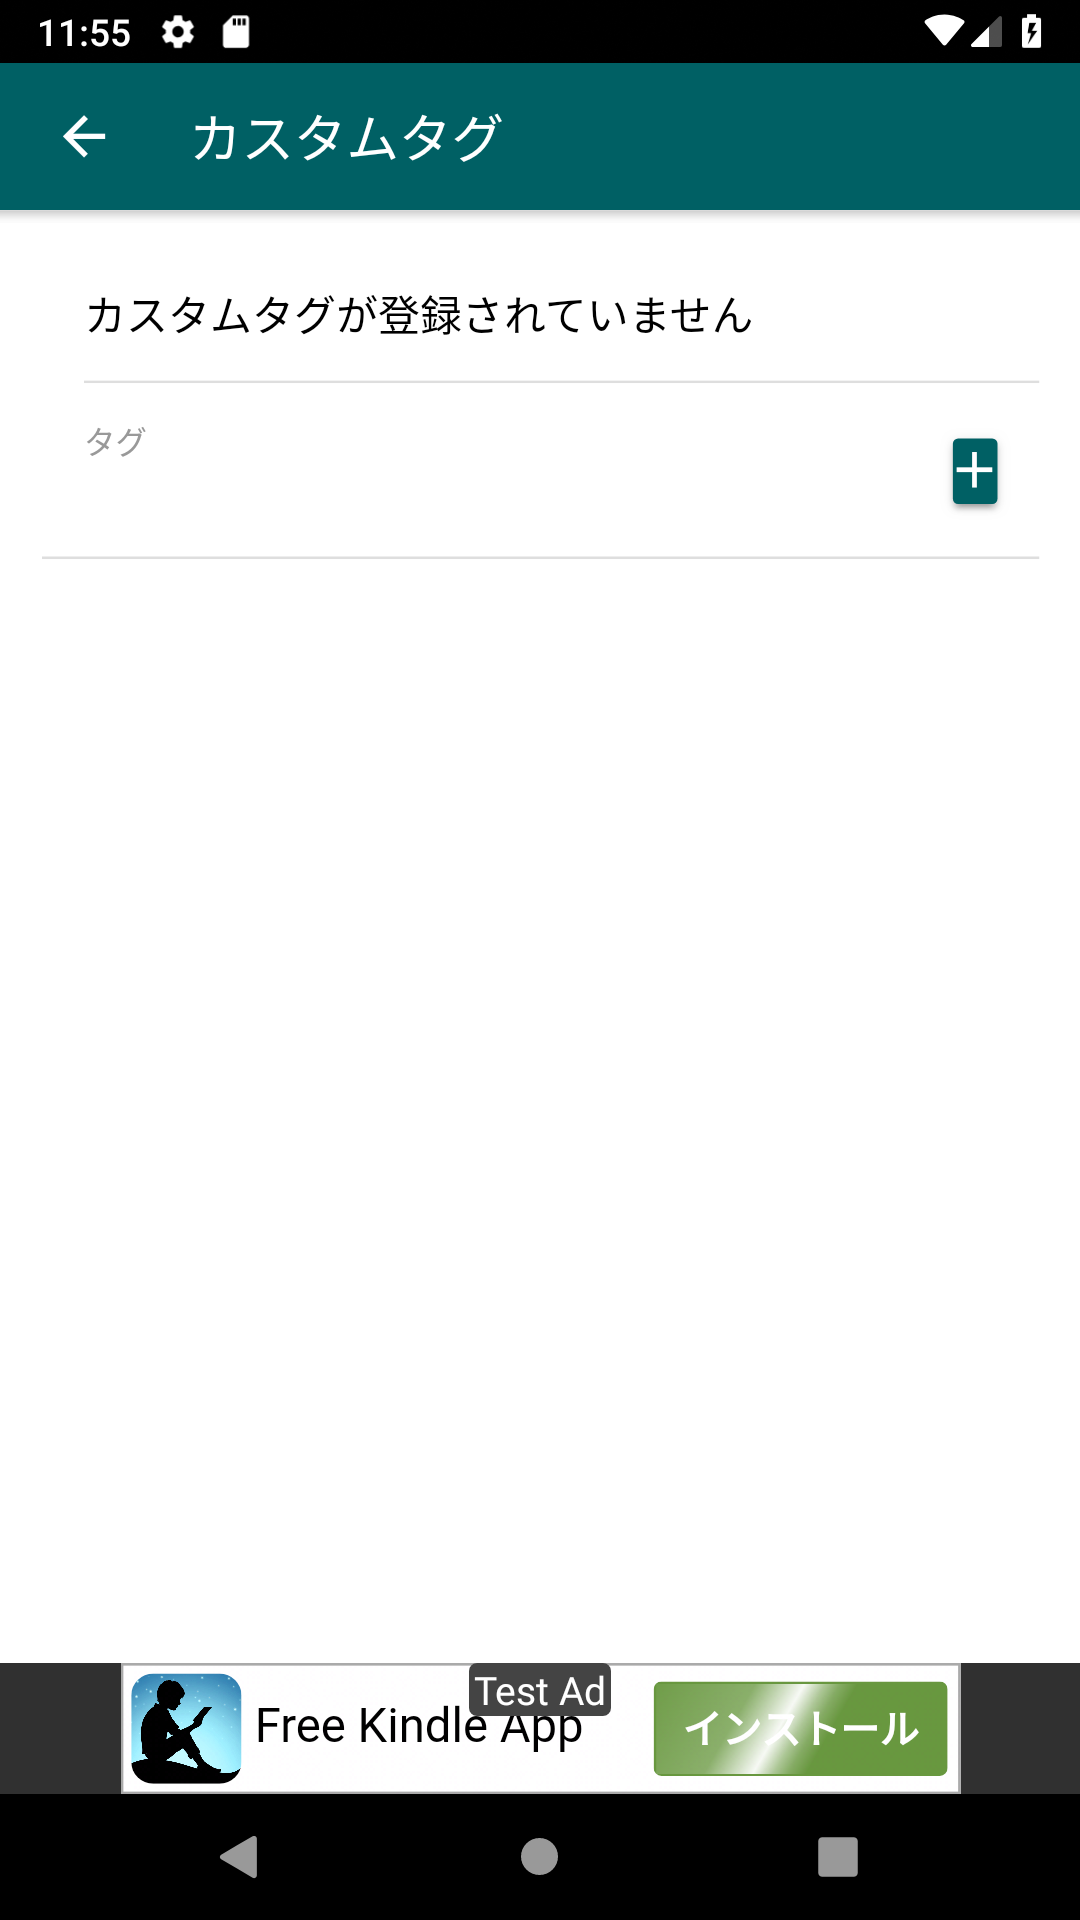 11:55
カスタムタグ
カスタムタグが登録されていません
タグ
Test Ad
Free Kindle App
インストール